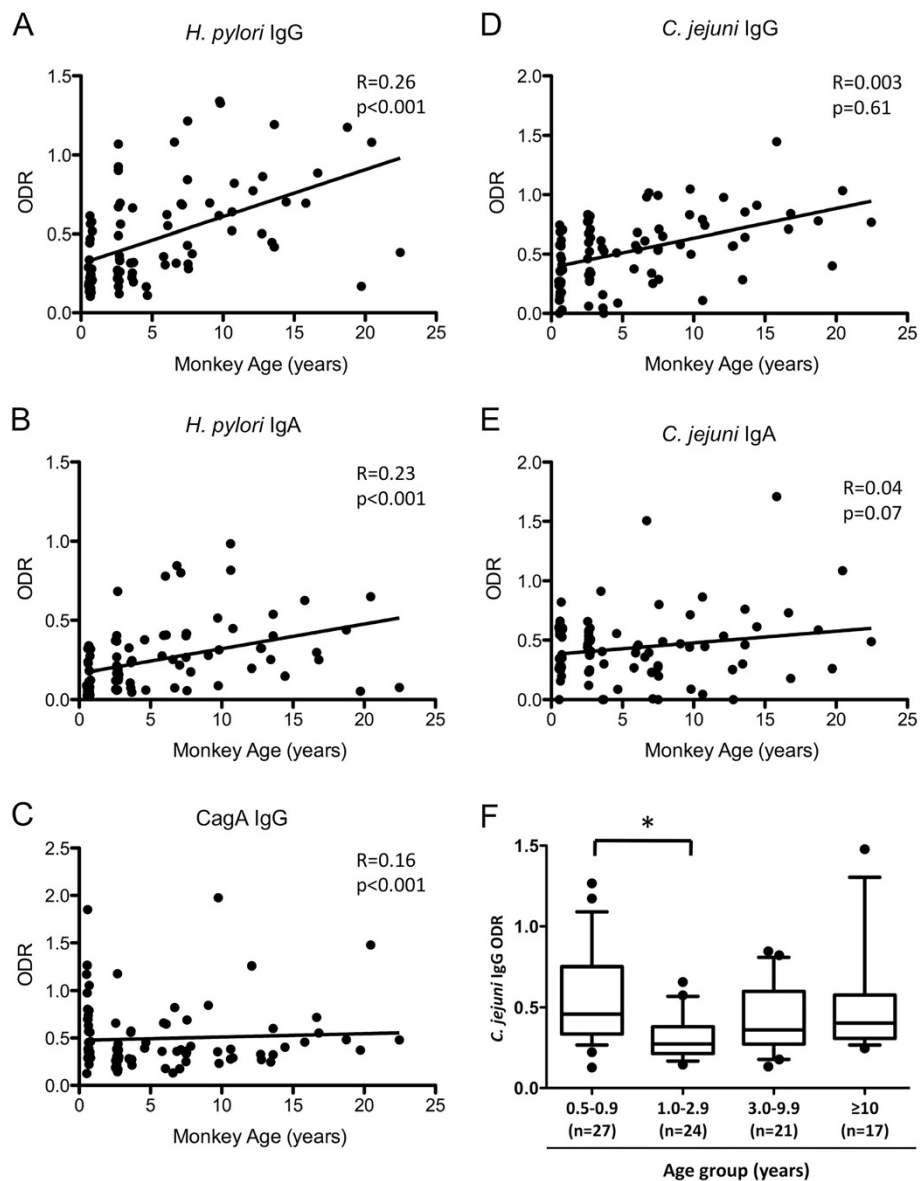 A
H. pylori IgG
R=0.26
p<0.001
ODR
1.5
1.0
0.5
0.0
0 5 10 15 20 25
Monkey Age (years)
B
H. pylori IgA
R=0.23
p<0.001
ODR
1.5
1.0
0.5
0.0
0 5 10 15 20 25
Monkey Age (years)
C
CagA IgG
R=0.16
p<0.001
ODR
2.5
2.0
1.5
1.0
0.5
0.0
0 5 10 15 20 25
Monkey Age (years)
D
C. jejuni IgG
R=0.003
p=0.61
ODR
2.0
1.5
1.0
0.5
0.0
0 5 10 15 20 25
Monkey Age (years)
E
C. jejuni IgA
R=0.04
p=0.07
ODR
2.0
1.5
1.0
0.5
0.0
0 5 10 15 20 25
Monkey Age (years)
F
*
C. jejuni IgG ODR
1.5
1.0
0.5
0.0
0.5-0.9 1.0-2.9 3.0-9.9 ≥10
(n=27) (n=24) (n=21) (n=17)
Age group (years)